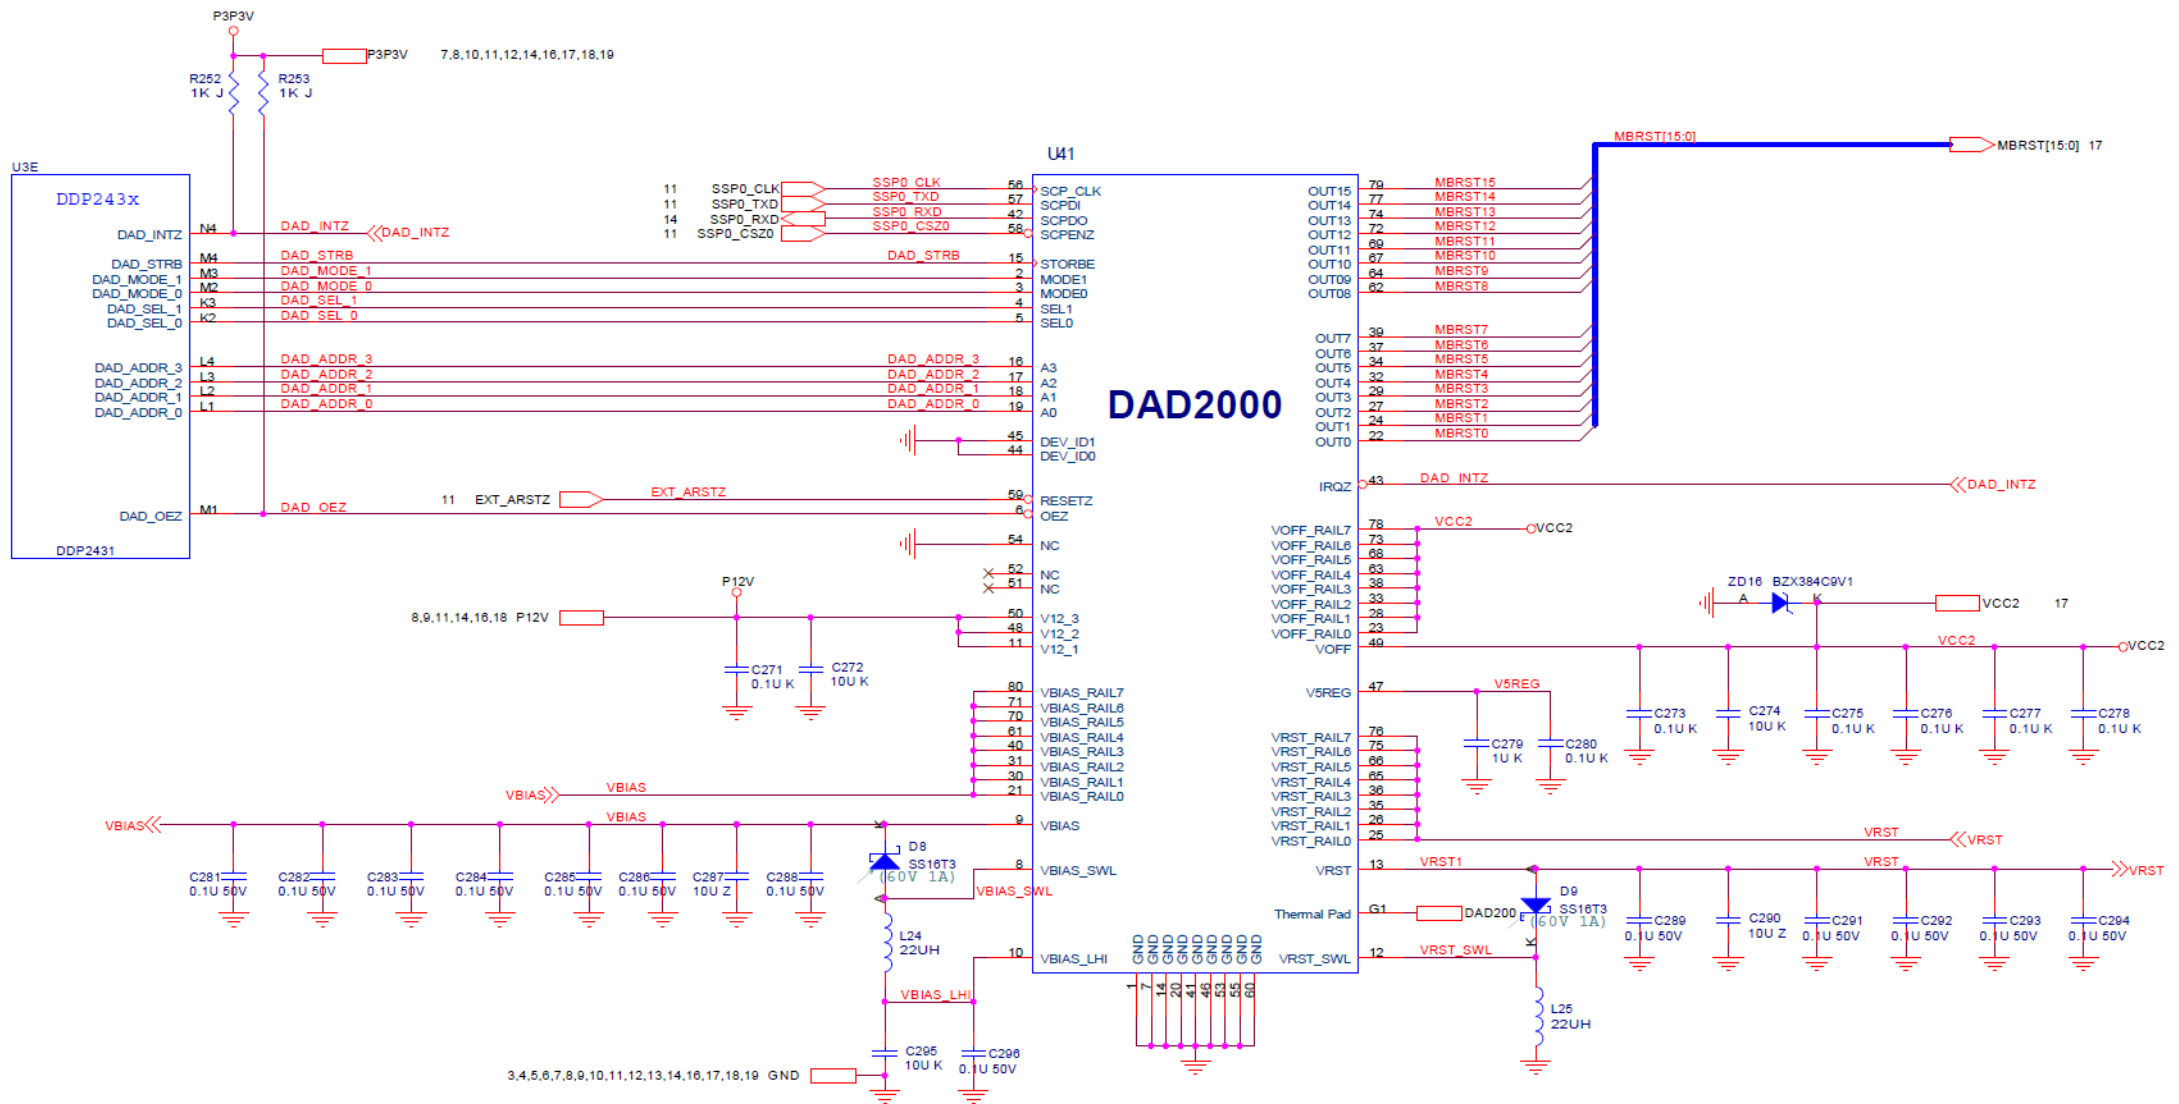 P3P3V
P3P3V 7,8,10,11,12,14,16,17,18,19
R252
1K J
R253
1K J
U3E
DDP243x
DAD_INTZ N4 DAD_INTZ DAD_INTZ
DAD_STRB M4 DAD_STRB
DAD_MODE_1 M3 DAD_MODE_1
DAD_MODE_0 M2 DAD_MODE_0
DAD_SEL_1 K3 DAD_SEL_1
DAD_SEL_0 K2 DAD_SEL_0
DAD_ADDR_3 L4 DAD_ADDR_3
DAD_ADDR_2 L3 DAD_ADDR_2
DAD_ADDR_1 L2 DAD_ADDR_1
DAD_ADDR_0 L1 DAD_ADDR_0
DAD_OEZ M1 DAD_OEZ
DDP2431
U41
DAD2000
11 SSP0_CLK SSP0_CLK 56 SCP_CLK
11 SSP0_TXD SSP0_TXD 57 SCPDI
14 SSP0_RXD SSP0_RXD 42 SCPDO
11 SSP0_CSZ0 SSP0_CSZ0 58 SCPENZ
DAD_STRB 15 STORBE
2 MODE1
3 MODE0
4 SEL1
5 SEL0
DAD_ADDR_3 16 A3
DAD_ADDR_2 17 A2
DAD_ADDR_1 18 A1
DAD_ADDR_0 19 A0
45 DEV_ID1
44 DEV_ID0
11 EXT_ARSTZ EXT_ARSTZ 59 RESETZ
6 OEZ
54 NC
52 NC
51 NC
P12V
8,9,11,14,16,18 P12V 50 V12_3
48 V12_2
11 V12_1
C271
0.1U K
C272
10U K
80 VBIAS_RAIL7
71 VBIAS_RAIL6
70 VBIAS_RAIL5
61 VBIAS_RAIL4
40 VBIAS_RAIL3
31 VBIAS_RAIL2
30 VBIAS_RAIL1
VBIAS VBIAS 21 VBIAS_RAIL0
VBIAS VBIAS 9 VBIAS
K
D8
SS16T3
(60V 1A)
A
8 VBIAS_SWL
VBIAS_SWL
C281
0.1U 50V
C282
0.1U 50V
C283
0.1U 50V
C284
0.1U 50V
C285
0.1U 50V
C286
0.1U 50V
C287
10U Z
C288
0.1U 50V
L24
22UH
10 VBIAS_LHI
VBIAS_LHI
C295
10U K
C296
0.1U 50V
3,4,5,6,7,8,9,10,11,12,13,14,16,17,18,19 GND
GND GND GND GND GND GND GND GND GND
1 7 14 20 41 46 53 55 60
MBRST[15:0] MBRST[15:0] 17
OUT15 79 MBRST15
OUT14 77 MBRST14
OUT13 74 MBRST13
OUT12 72 MBRST12
OUT11 69 MBRST11
OUT10 67 MBRST10
OUT09 64 MBRST9
OUT08 62 MBRST8
OUT7 39 MBRST7
OUT6 37 MBRST6
OUT5 34 MBRST5
OUT4 32 MBRST4
OUT3 29 MBRST3
OUT2 27 MBRST2
OUT1 24 MBRST1
OUT0 22 MBRST0
IRQZ 43 DAD_INTZ DAD_INTZ
VOFF_RAIL7 78 VCC2 VCC2
VOFF_RAIL6 73
VOFF_RAIL5 68
VOFF_RAIL4 63
VOFF_RAIL3 38
VOFF_RAIL2 33
VOFF_RAIL1 28
VOFF_RAIL0 23
VOFF 49 VCC2 VCC2
ZD16 BZX384C9V1
A K VCC2 17
V5REG 47 V5REG
C273
0.1U K
C274
10U K
C275
0.1U K
C276
0.1U K
C277
0.1U K
C278
0.1U K
C279
1U K
C280
0.1U K
VRST_RAIL7 76
VRST_RAIL6 75
VRST_RAIL5 66
VRST_RAIL4 65
VRST_RAIL3 36
VRST_RAIL2 35
VRST_RAIL1 26
VRST_RAIL0 25 VRST VRST
VRST 13 VRST1 VRST VRST
A
D9
SS16T3
(60V 1A)
K
Thermal Pad G1 DAD200
VRST_SWL 12 VRST_SWL
C289
0.1U 50V
C290
10U Z
C291
0.1U 50V
C292
0.1U 50V
C293
0.1U 50V
C294
0.1U 50V
L25
22UH